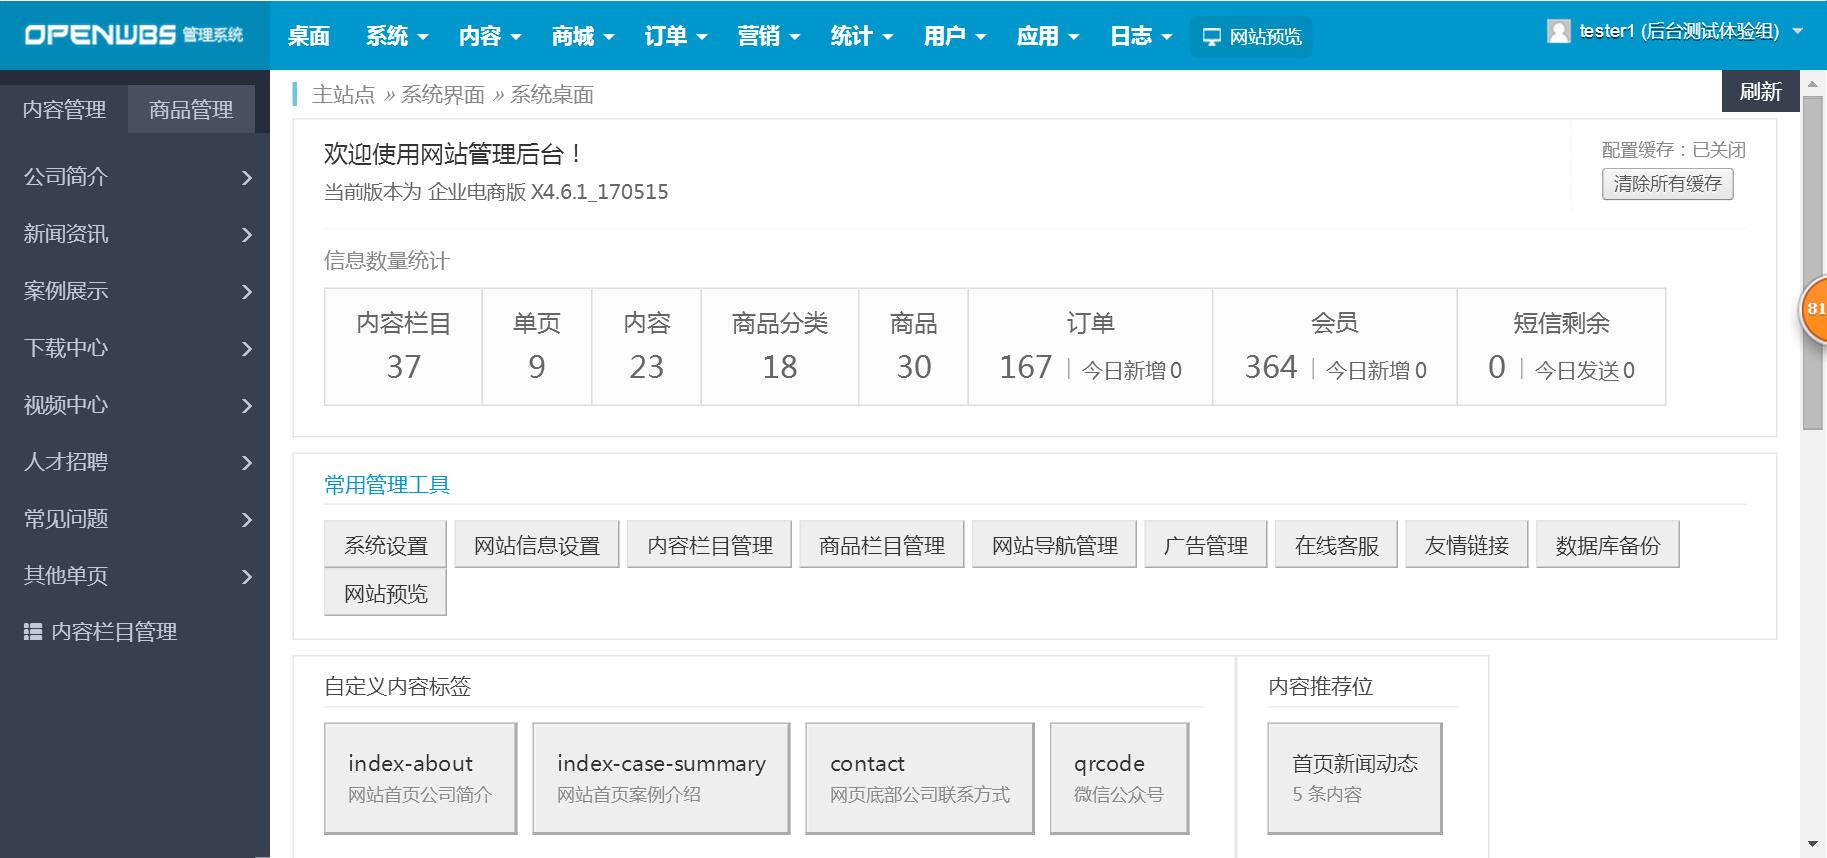 OPENWBS 管理系统
桌面 系统 内容 商城 订单 营销 统计 用户 应用 日志 网站预览
tester1 (后台测试体验组)
内容管理 商品管理
公司简介
新闻资讯
案例展示
下载中心
视频中心
人才招聘
常见问题
其他单页
内容栏目管理
主站点 » 系统界面 » 系统桌面
刷新
欢迎使用网站管理后台！
当前版本为 企业电商版 X4.6.1_170515
配置缓存：已关闭
清除所有缓存
信息数量统计
内容栏目 单页 内容 商品分类 商品 订单 会员 短信剩余
37 9 23 18 30 167 | 今日新增 0 364 | 今日新增 0 0 | 今日发送 0
81
常用管理工具
系统设置 网站信息设置 内容栏目管理 商品栏目管理 网站导航管理 广告管理 在线客服 友情链接 数据库备份
网站预览
自定义内容标签
index-about index-case-summary contact qrcode
网站首页公司简介 网站首页案例介绍 网页底部公司联系方式 微信公众号
内容推荐位
首页新闻动态
5 条内容